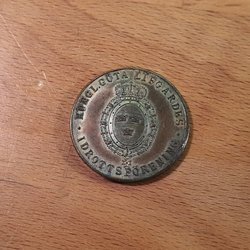 KUNGL. GÖTA LIFGARDES
IDROTTSFÖRENING